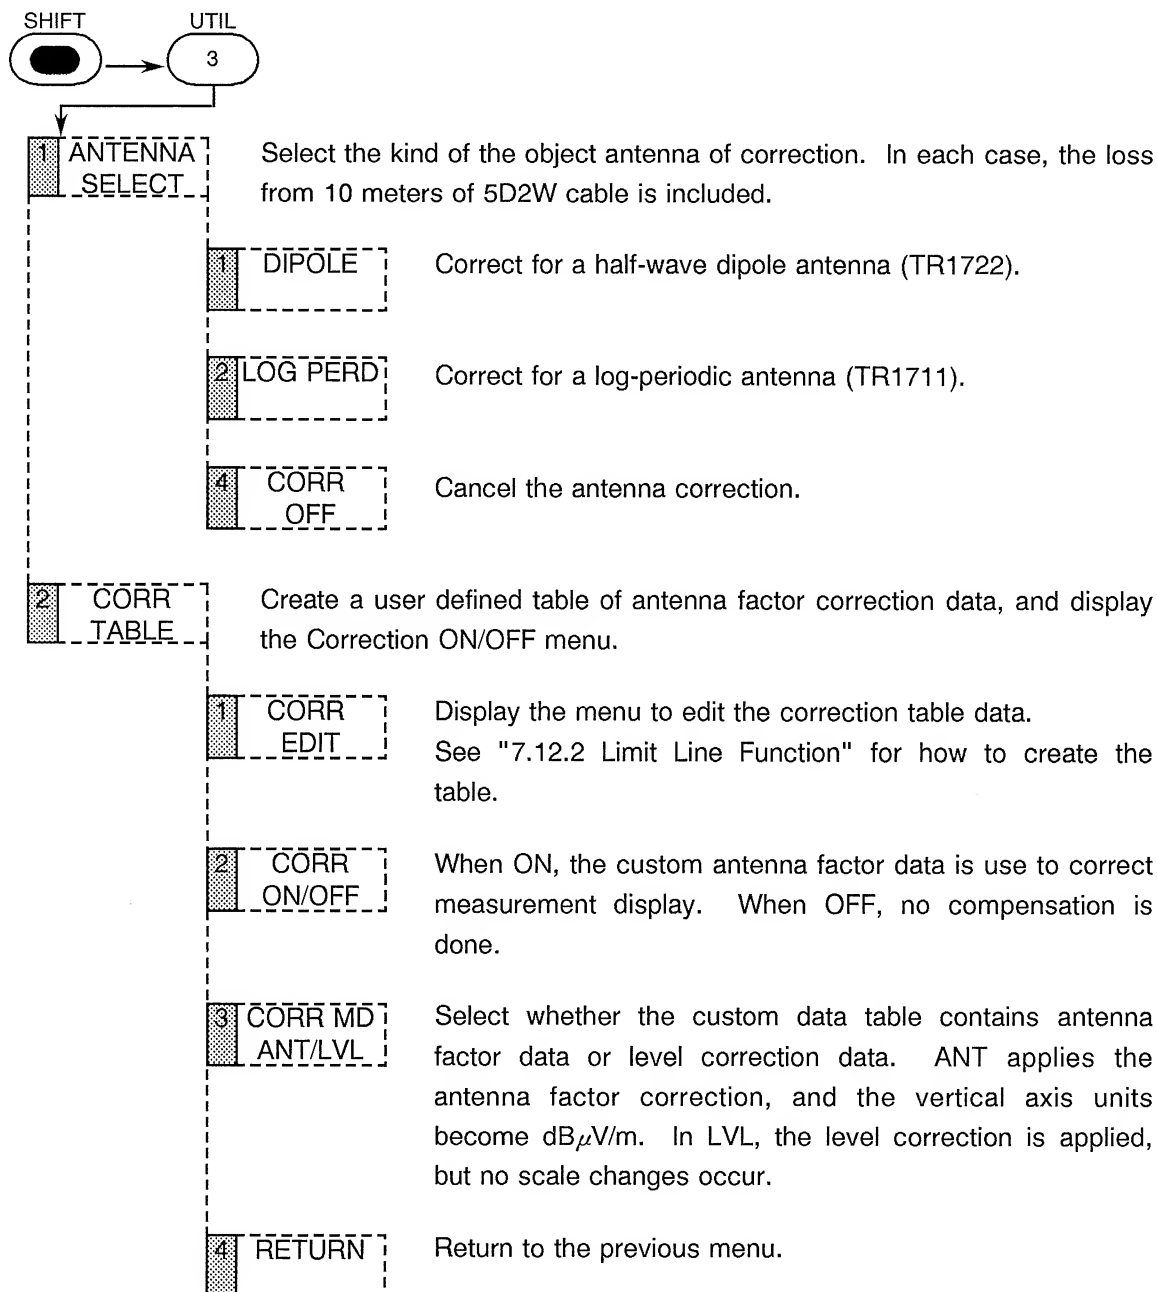 SHIFT UTIL
3
1 ANTENNA SELECT
Select the kind of the object antenna of correction. In each case, the loss
from 10 meters of 5D2W cable is included.
1 DIPOLE
Correct for a half-wave dipole antenna (TR1722).
2 LOG PERD
Correct for a log-periodic antenna (TR1711).
4 CORR OFF
Cancel the antenna correction.
2 CORR TABLE
Create a user defined table of antenna factor correction data, and display
the Correction ON/OFF menu.
1 CORR EDIT
Display the menu to edit the correction table data.
See "7.12.2 Limit Line Function" for how to create the
table.
2 CORR ON/OFF
When ON, the custom antenna factor data is use to correct
measurement display. When OFF, no compensation is
done.
3 CORR MD ANT/LVL
Select whether the custom data table contains antenna
factor data or level correction data. ANT applies the
antenna factor correction, and the vertical axis units
become dBμV/m. In LVL, the level correction is applied,
but no scale changes occur.
4 RETURN
Return to the previous menu.